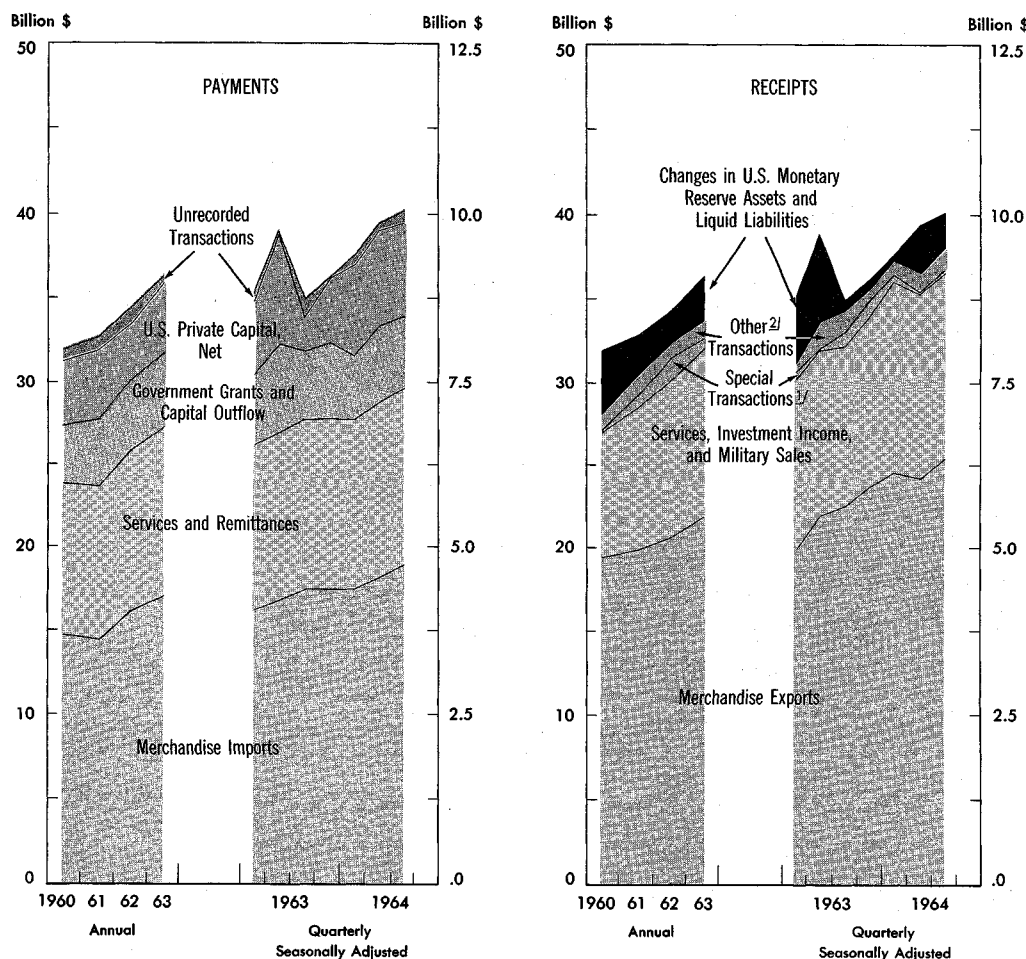 Billion $
Billion $
50
40
30
20
10
0
12.5
10.0
7.5
5.0
2.5
.0
PAYMENTS
Unrecorded
Transactions
U.S. Private Capital,
Net
Government Grants and
Capital Outflow
Services and Remittances
Merchandise Imports
1960 61 62 63
Annual
1963 1964
Quarterly
Seasonally Adjusted
Billion $
Billion $
50
40
30
20
10
0
12.5
10.0
7.5
5.0
2.5
.0
RECEIPTS
Changes in U.S. Monetary
Reserve Assets and
Liquid Liabilities
Other 2/
Transactions
Special
Transactions 1/
Services, Investment Income,
and Military Sales
Merchandise Exports
1960 61 62 63
Annual
1963 1964
Quarterly
Seasonally Adjusted